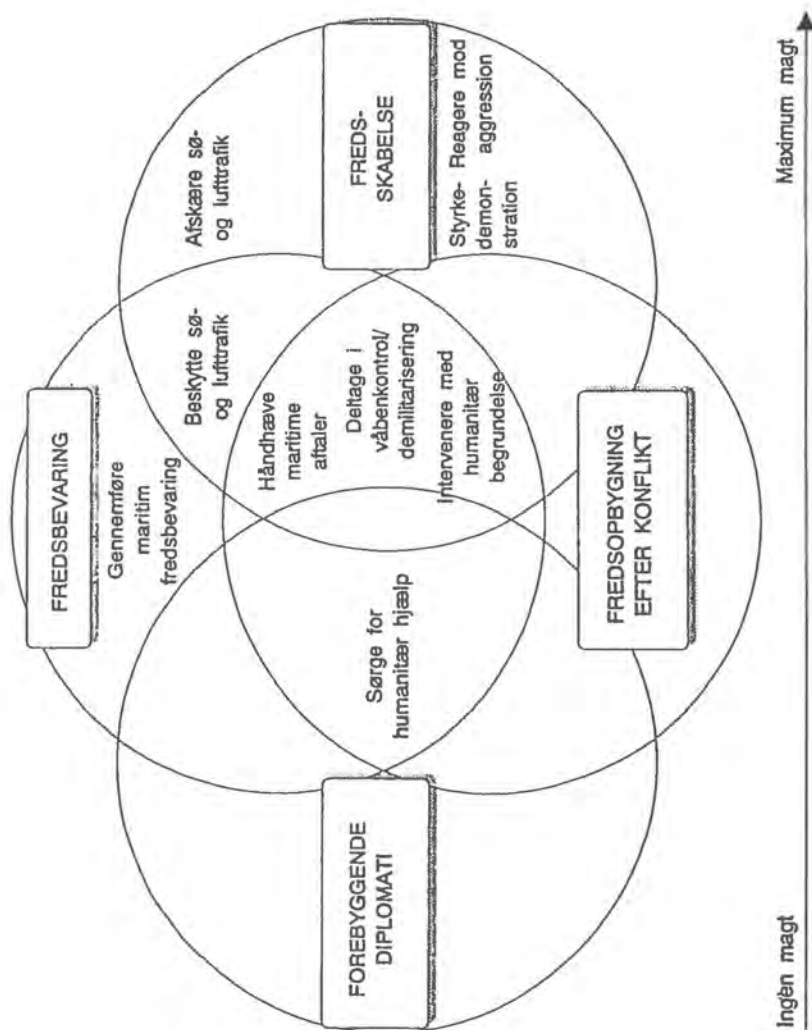 FREDSBEVARING
Gennemføre
maritim
fredsbevaring
Beskytte sø-
og lufttrafik
Afskære sø-
og lufttrafik
FOREBYGGENDE
DIPLOMATI
Sørge for
humanitær hjælp
Håndhæve
maritime
aftaler
Deltage i
våbenkontrol/
demilitarisering
Intervenere med
humanitær
begrundelse
FREDS-
SKABELSE
Styrke-
demon-
stration
Reagere mod
aggression
FREDSOPBYGNING
EFTER KONFLIKT
Ingen magt
Maximum magt